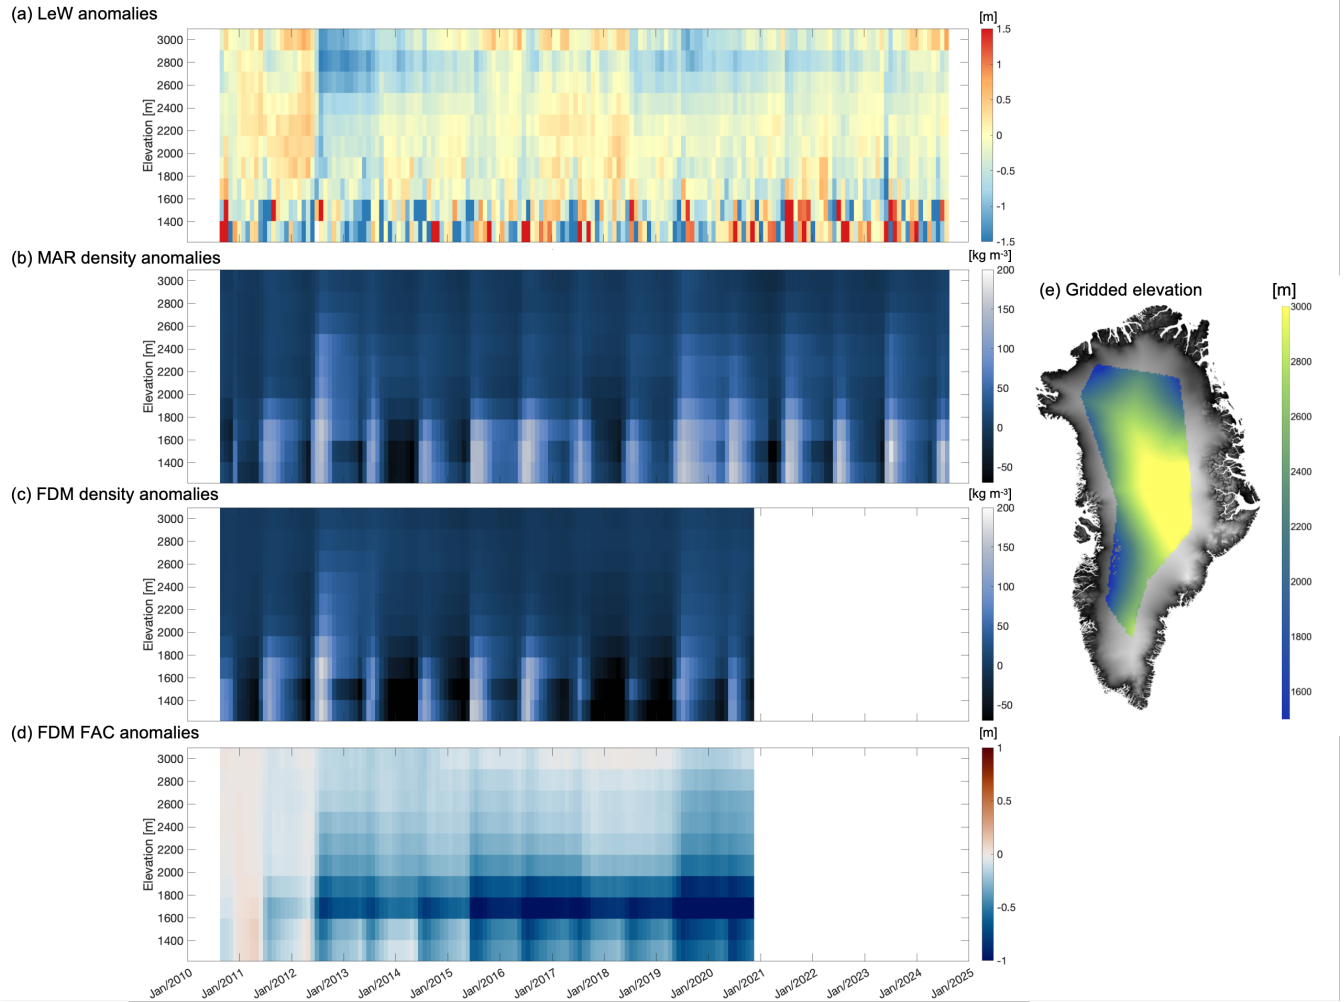 (a) LeW anomalies
[m]
3000
2800
2600
2400
2200
2000
1800
1600
1400
Elevation [m]
1.5
1
0.5
0
-0.5
-1
-1.5
(b) MAR density anomalies
[kg m-3]
3000
2800
2600
2400
2200
2000
1800
1600
1400
Elevation [m]
200
150
100
50
0
-50
(c) FDM density anomalies
[kg m-3]
3000
2800
2600
2400
2200
2000
1800
1600
1400
Elevation [m]
200
150
100
50
0
-50
(d) FDM FAC anomalies
[m]
3000
2800
2600
2400
2200
2000
1800
1600
1400
Elevation [m]
1
0.5
0
-0.5
-1
Jan/2010
Jan/2011
Jan/2012
Jan/2013
Jan/2014
Jan/2015
Jan/2016
Jan/2017
Jan/2018
Jan/2019
Jan/2020
Jan/2021
Jan/2022
Jan/2023
Jan/2024
Jan/2025
(e) Gridded elevation
[m]
3000
2800
2600
2400
2200
2000
1800
1600